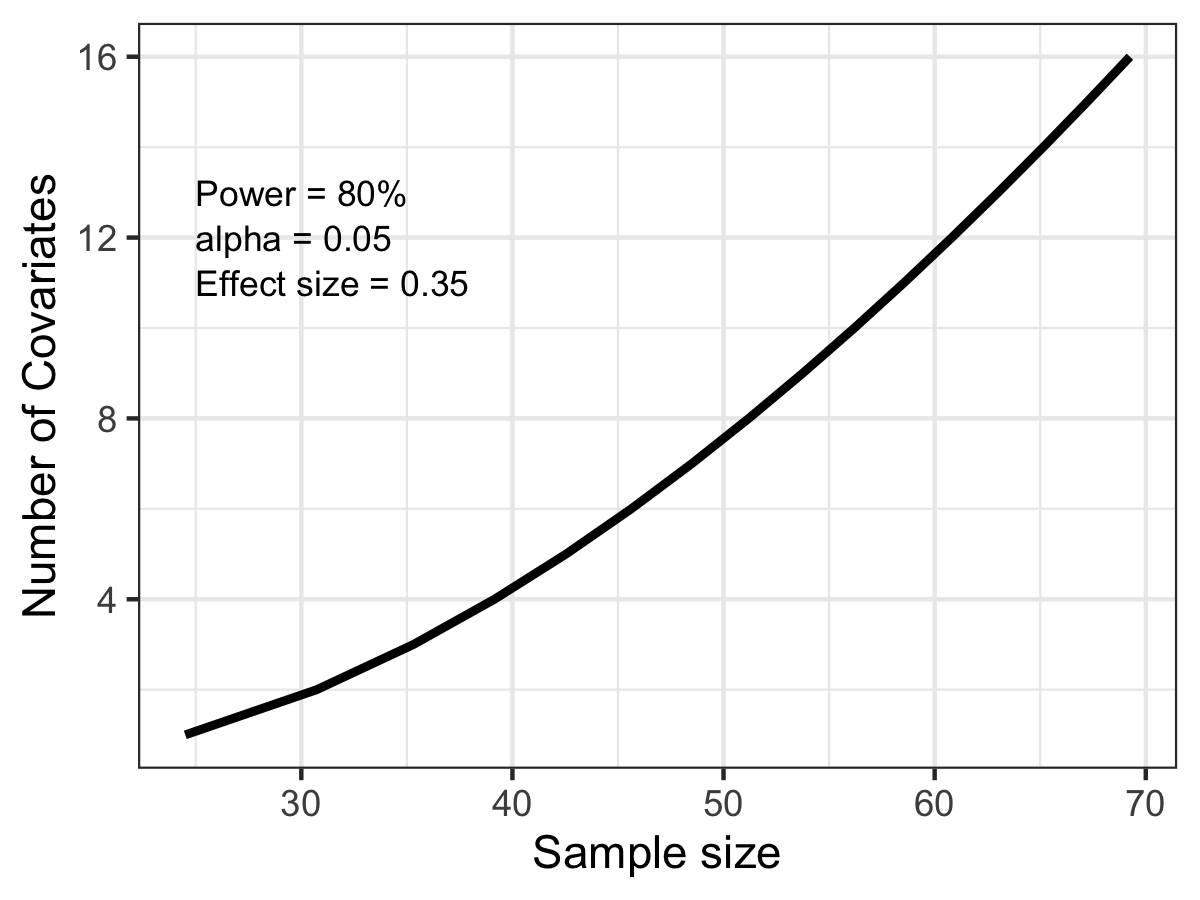 16
12
8
4
Number of Covariates
Power = 80%
alpha = 0.05
Effect size = 0.35
30 40 50 60 70
Sample size